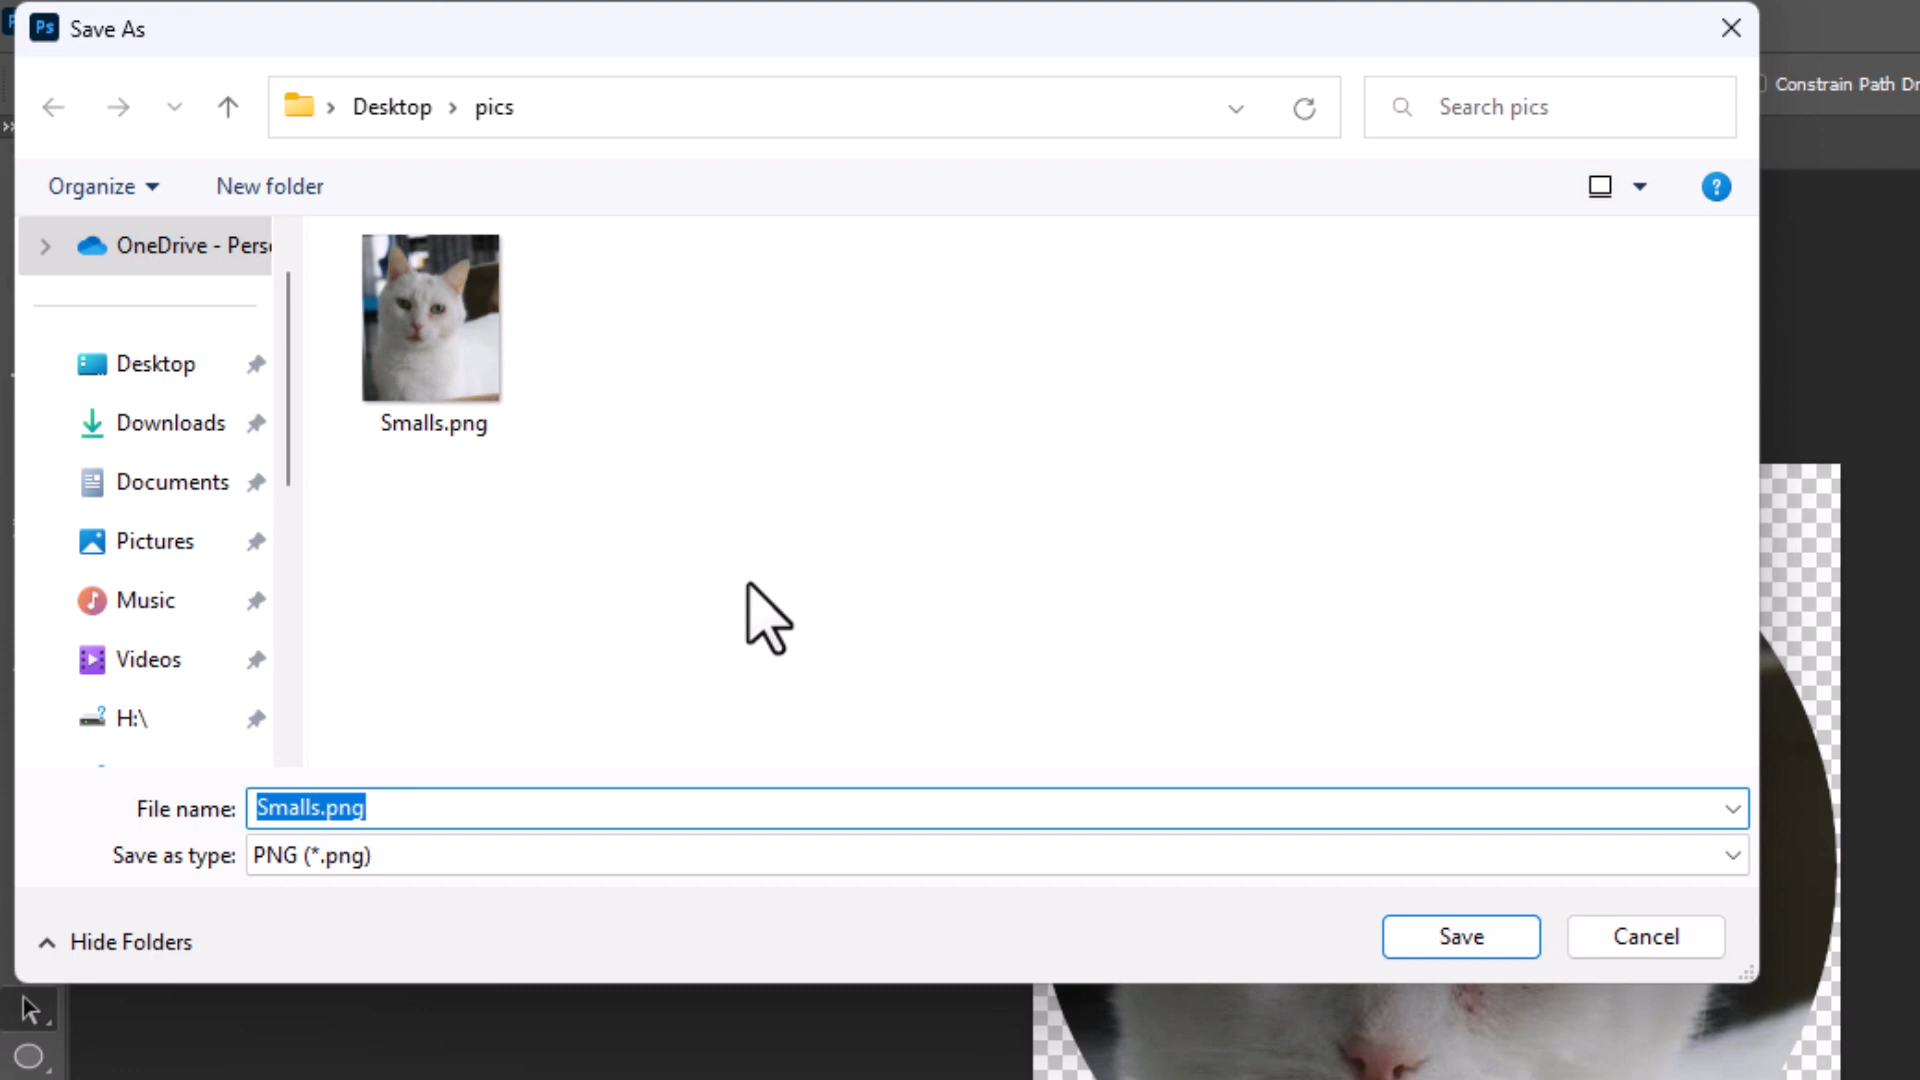 Ps Save As
Constrain Path Dr
Desktop > pics
Search pics
Organize
New folder
?
OneDrive - Perso
Desktop
Downloads
Documents
Pictures
Music
Videos
H:\
Smalls.png
File name: Smalls.png
Save as type: PNG (*.png)
Hide Folders
Save
Cancel